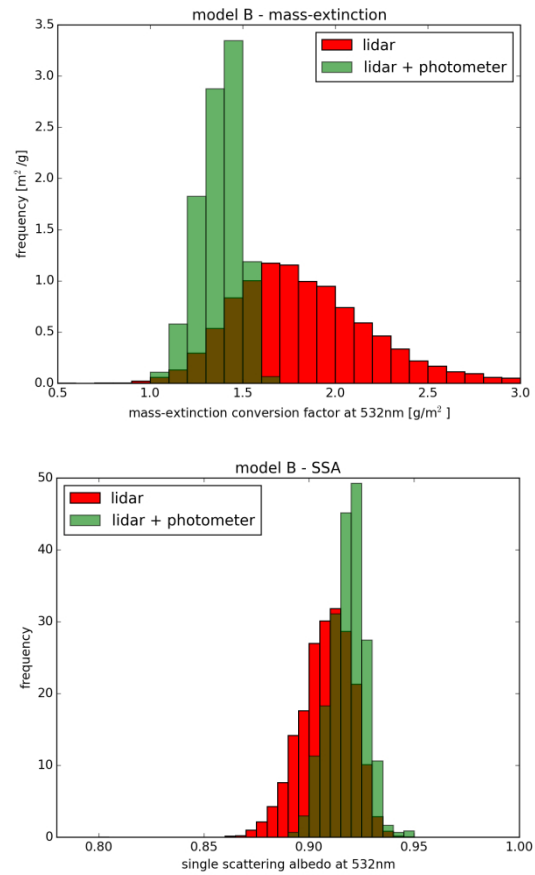 model B - mass-extinction
3.5
3.0
2.5
2.0
1.5
1.0
0.5
0.0
frequency [m² /g]
lidar
lidar + photometer
0.5 1.0 1.5 2.0 2.5 3.0
mass-extinction conversion factor at 532nm [g/m² ]
model B - SSA
50
40
30
20
10
0
frequency
lidar
lidar + photometer
0.80 0.85 0.90 0.95 1.00
single scattering albedo at 532nm